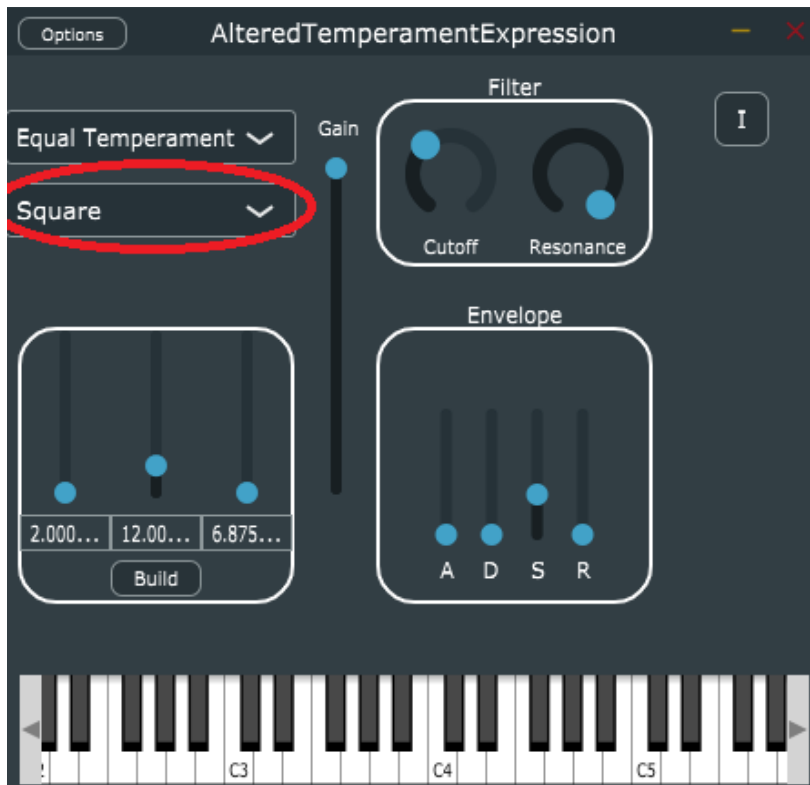 Options
AlteredTemperamentExpression
Filter
I
Equal Temperament
Gain
Square
Cutoff
Resonance
Envelope
2.000...
12.00...
6.875...
Build
A D S R
C3
C4
C5